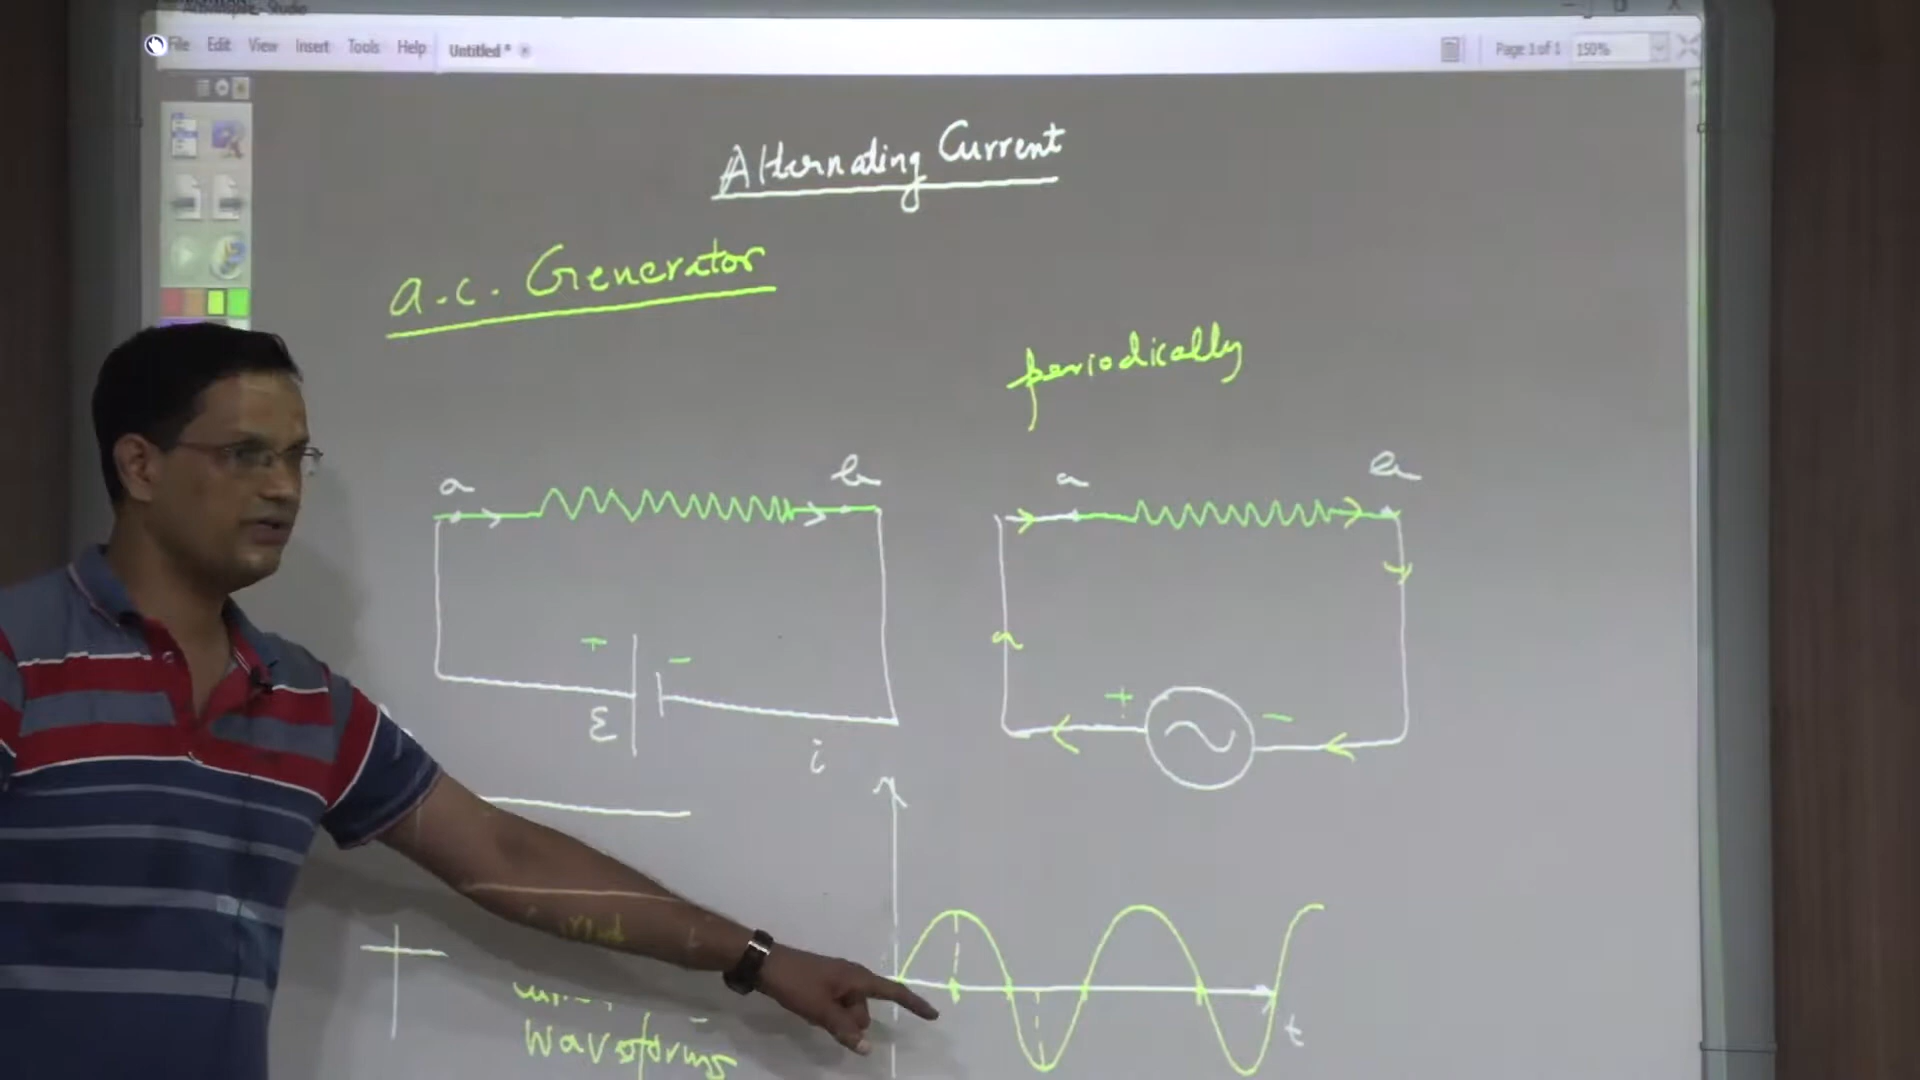 File Edit View Insert Tools Help Untitled * Page 1 of 1 150%
Alternating Current
a.c. Generator
periodically
a b a b
+ - + -
ε
i
t
Waveforms